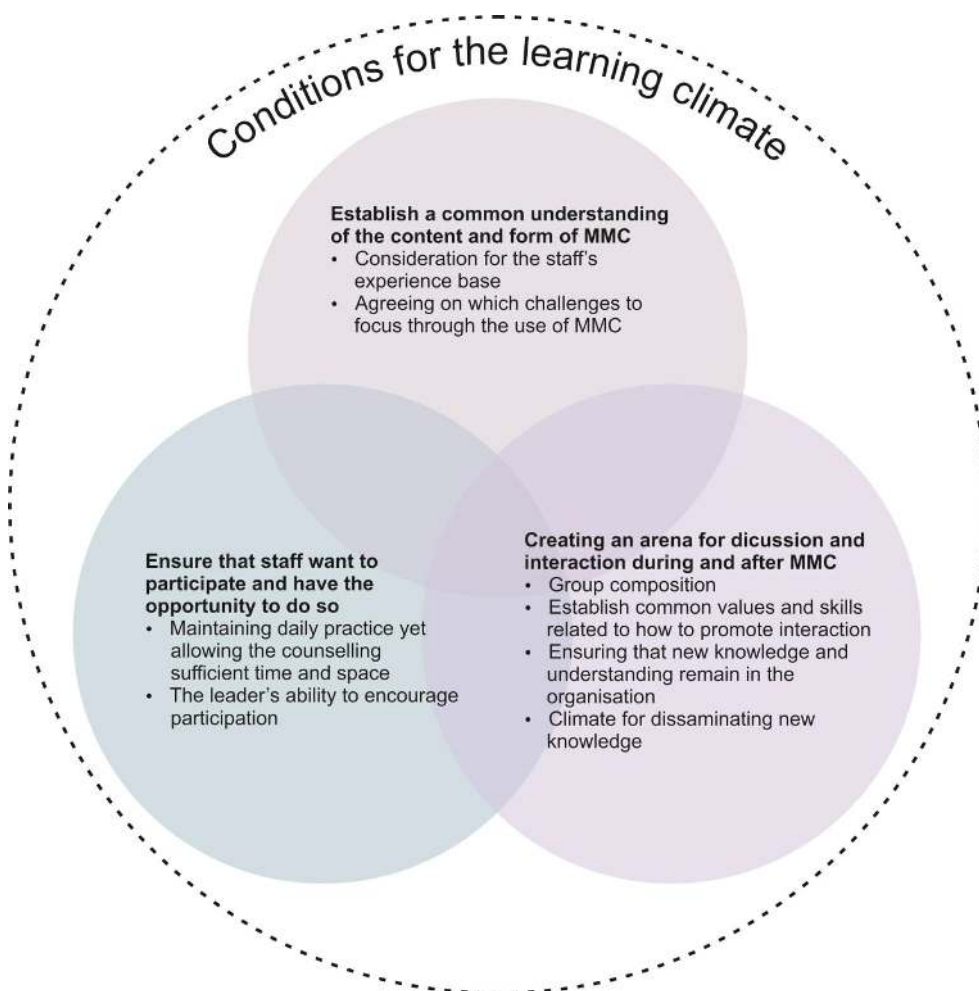 Conditions for the learning climate
Establish a common understanding
of the content and form of MMC
• Consideration for the staff's
experience base
• Agreeing on which challenges to
focus through the use of MMC
Ensure that staff want to
participate and have the
opportunity to do so
• Maintaining daily practice yet
allowing the counselling
sufficient time and space
• The leader's ability to encourage
participation
Creating an arena for dicussion and
interaction during and after MMC
• Group composition
• Establish common values and skills
related to how to promote interaction
• Ensuring that new knowledge and
understanding remain in the
organisation
• Climate for dissaminating new
knowledge